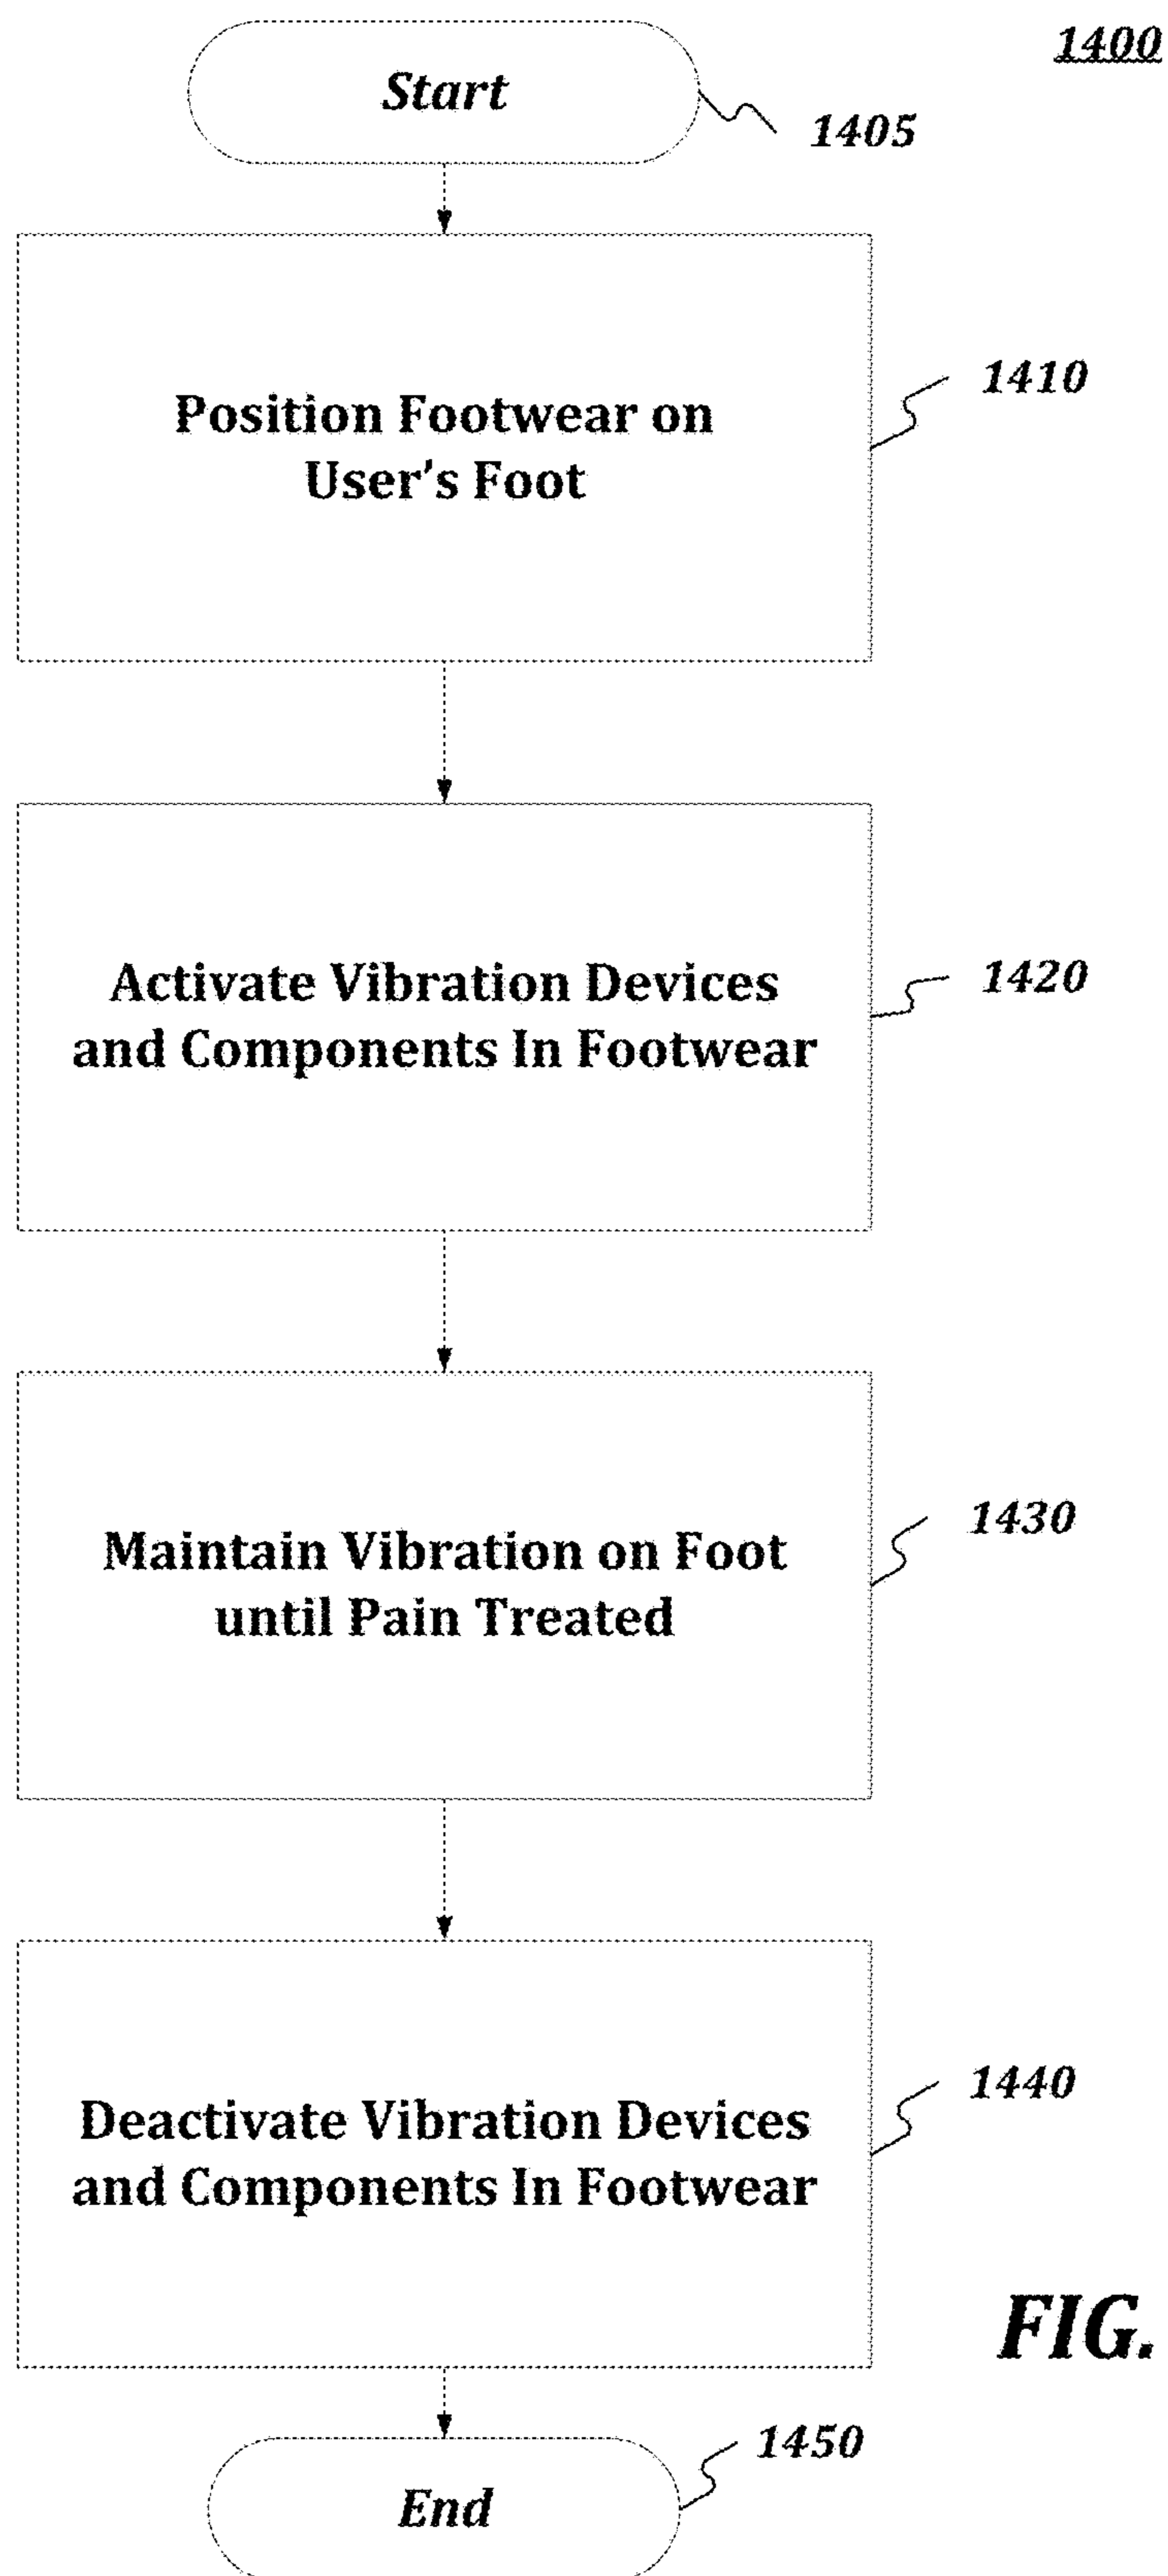 1400
Start
1405
Position Footwear on
User's Foot
1410
Activate Vibration Devices
and Components In Footwear
1420
Maintain Vibration on Foot
until Pain Treated
1430
Deactivate Vibration Devices
and Components In Footwear
1440
FIG.
End
1450